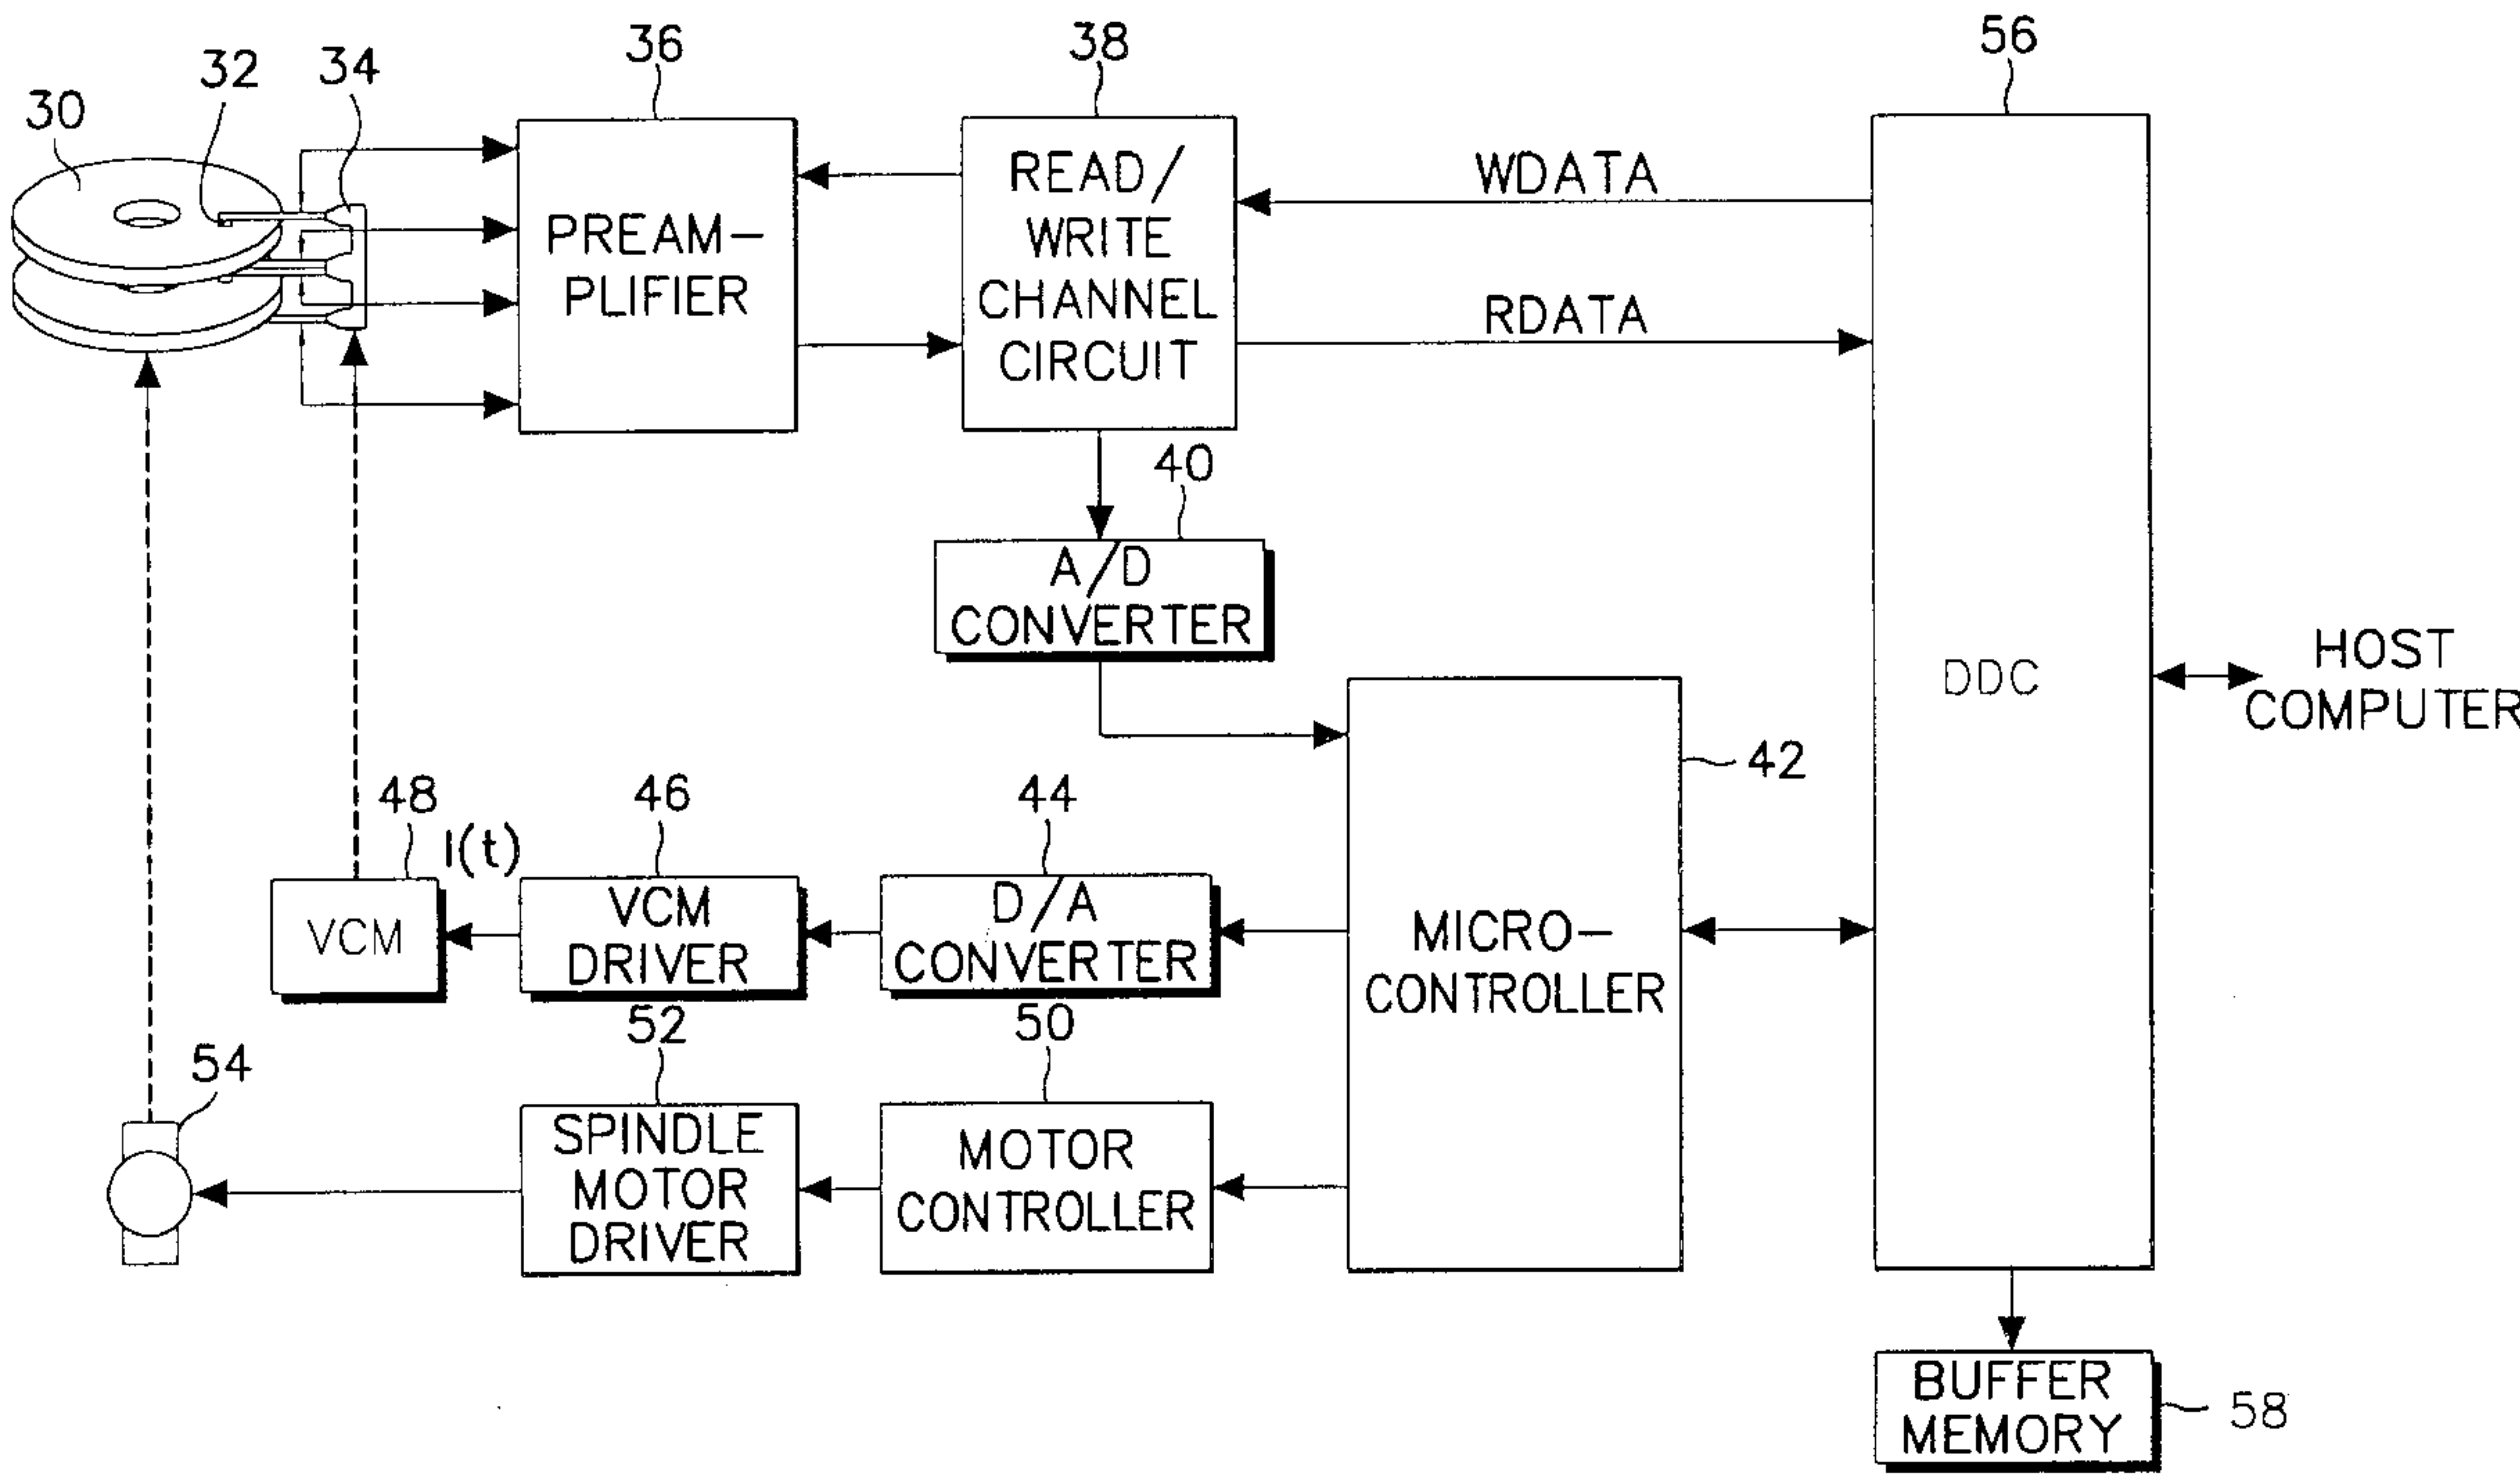 30
32
34
36
38
56
PREAM-
PLIFIER
READ/
WRITE
CHANNEL
CIRCUIT
WDATA
RDATA
40
A/D
CONVERTER
DDC
HOST
COMPUTER
42
MICRO-
CONTROLLER
48
I(t)
46
44
VCM
VCM
DRIVER
D/A
CONVERTER
54
52
50
SPINDLE
MOTOR
DRIVER
MOTOR
CONTROLLER
BUFFER
MEMORY
58